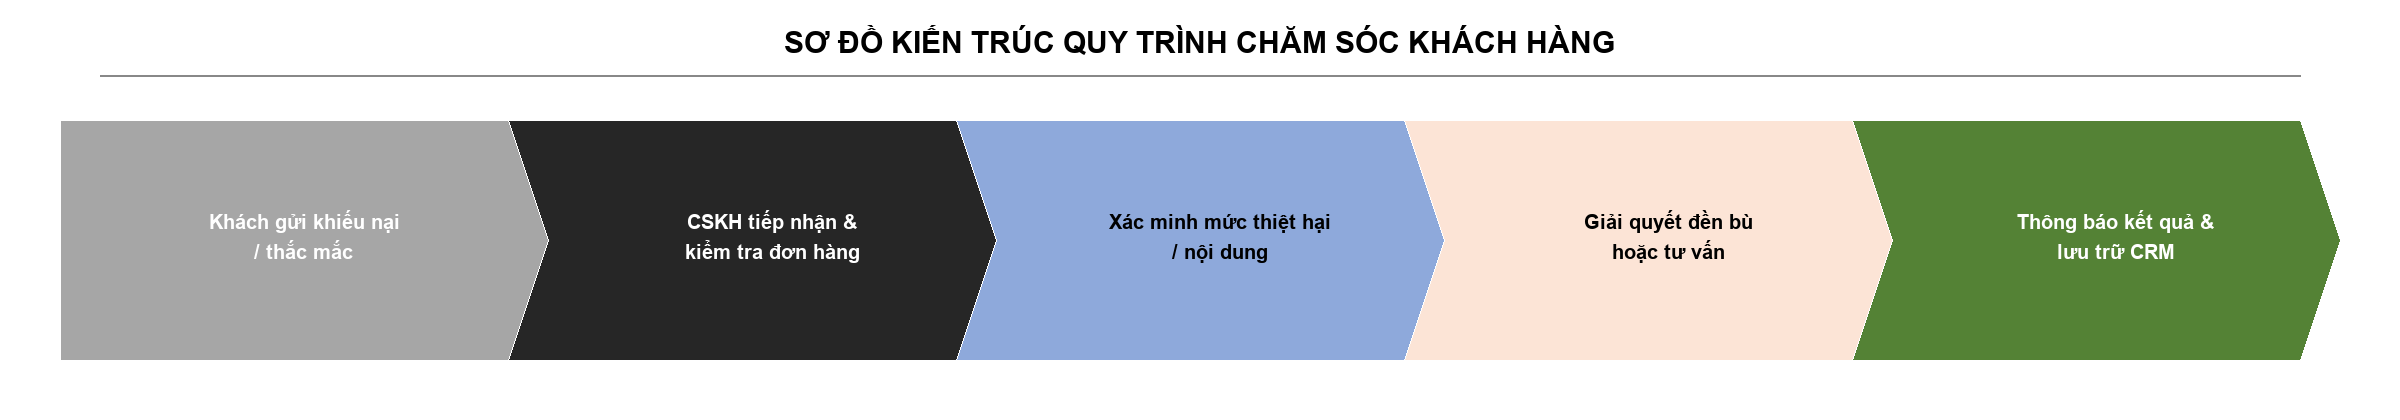 SƠ ĐỒ KIẾN TRÚC QUY TRÌNH CHĂM SÓC KHÁCH HÀNG
Khách gửi khiếu nại
/ thắc mắc
CSKH tiếp nhận &
kiểm tra đơn hàng
Xác minh mức thiệt hại
/ nội dung
Giải quyết đền bù
hoặc tư vấn
Thông báo kết quả &
lưu trữ CRM